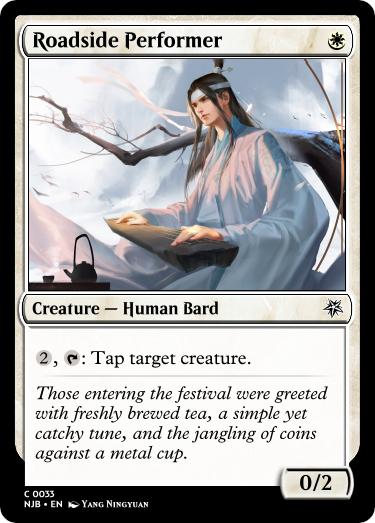 Roadside Performer
Creature — Human Bard
2, : Tap target creature.
Those entering the festival were greeted
with freshly brewed tea, a simple yet
catchy tune, and the jangling of coins
against a metal cup.
0/2
C 0033
NJB • EN Yang Ningyuan